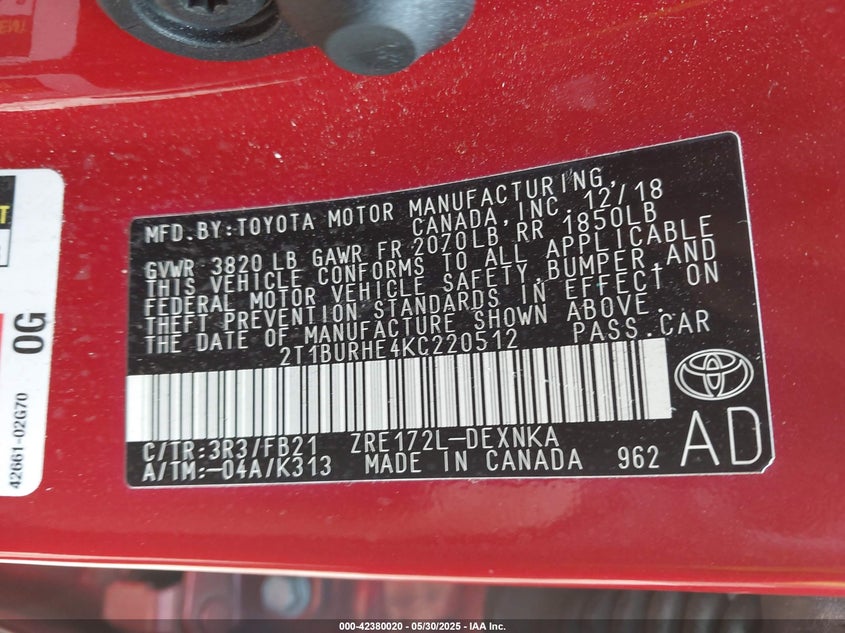 MFD.BY:TOYOTA MOTOR MANUFACTURING,
CANADA,INC. 12/18
GVWR 3820 LB GAWR FR 2070LB RR 1850LB
THIS VEHICLE CONFORMS TO ALL APPLICABLE
FEDERAL MOTOR VEHICLE SAFETY,BUMPER AND
THEFT PREVENTION STANDARDS IN EFFECT ON
THE DATE OF MANUFACTURE SHOWN ABOVE.
2T1BURHE4KC220512 PASS.CAR
C/TR:3R3/FB21 ZRE172L-DEXNKA
A/TM:-04A/K313 MADE IN CANADA 962
AD
0G
42661-02G70
000-42380020 - 05/30/2025 - IAA Inc.